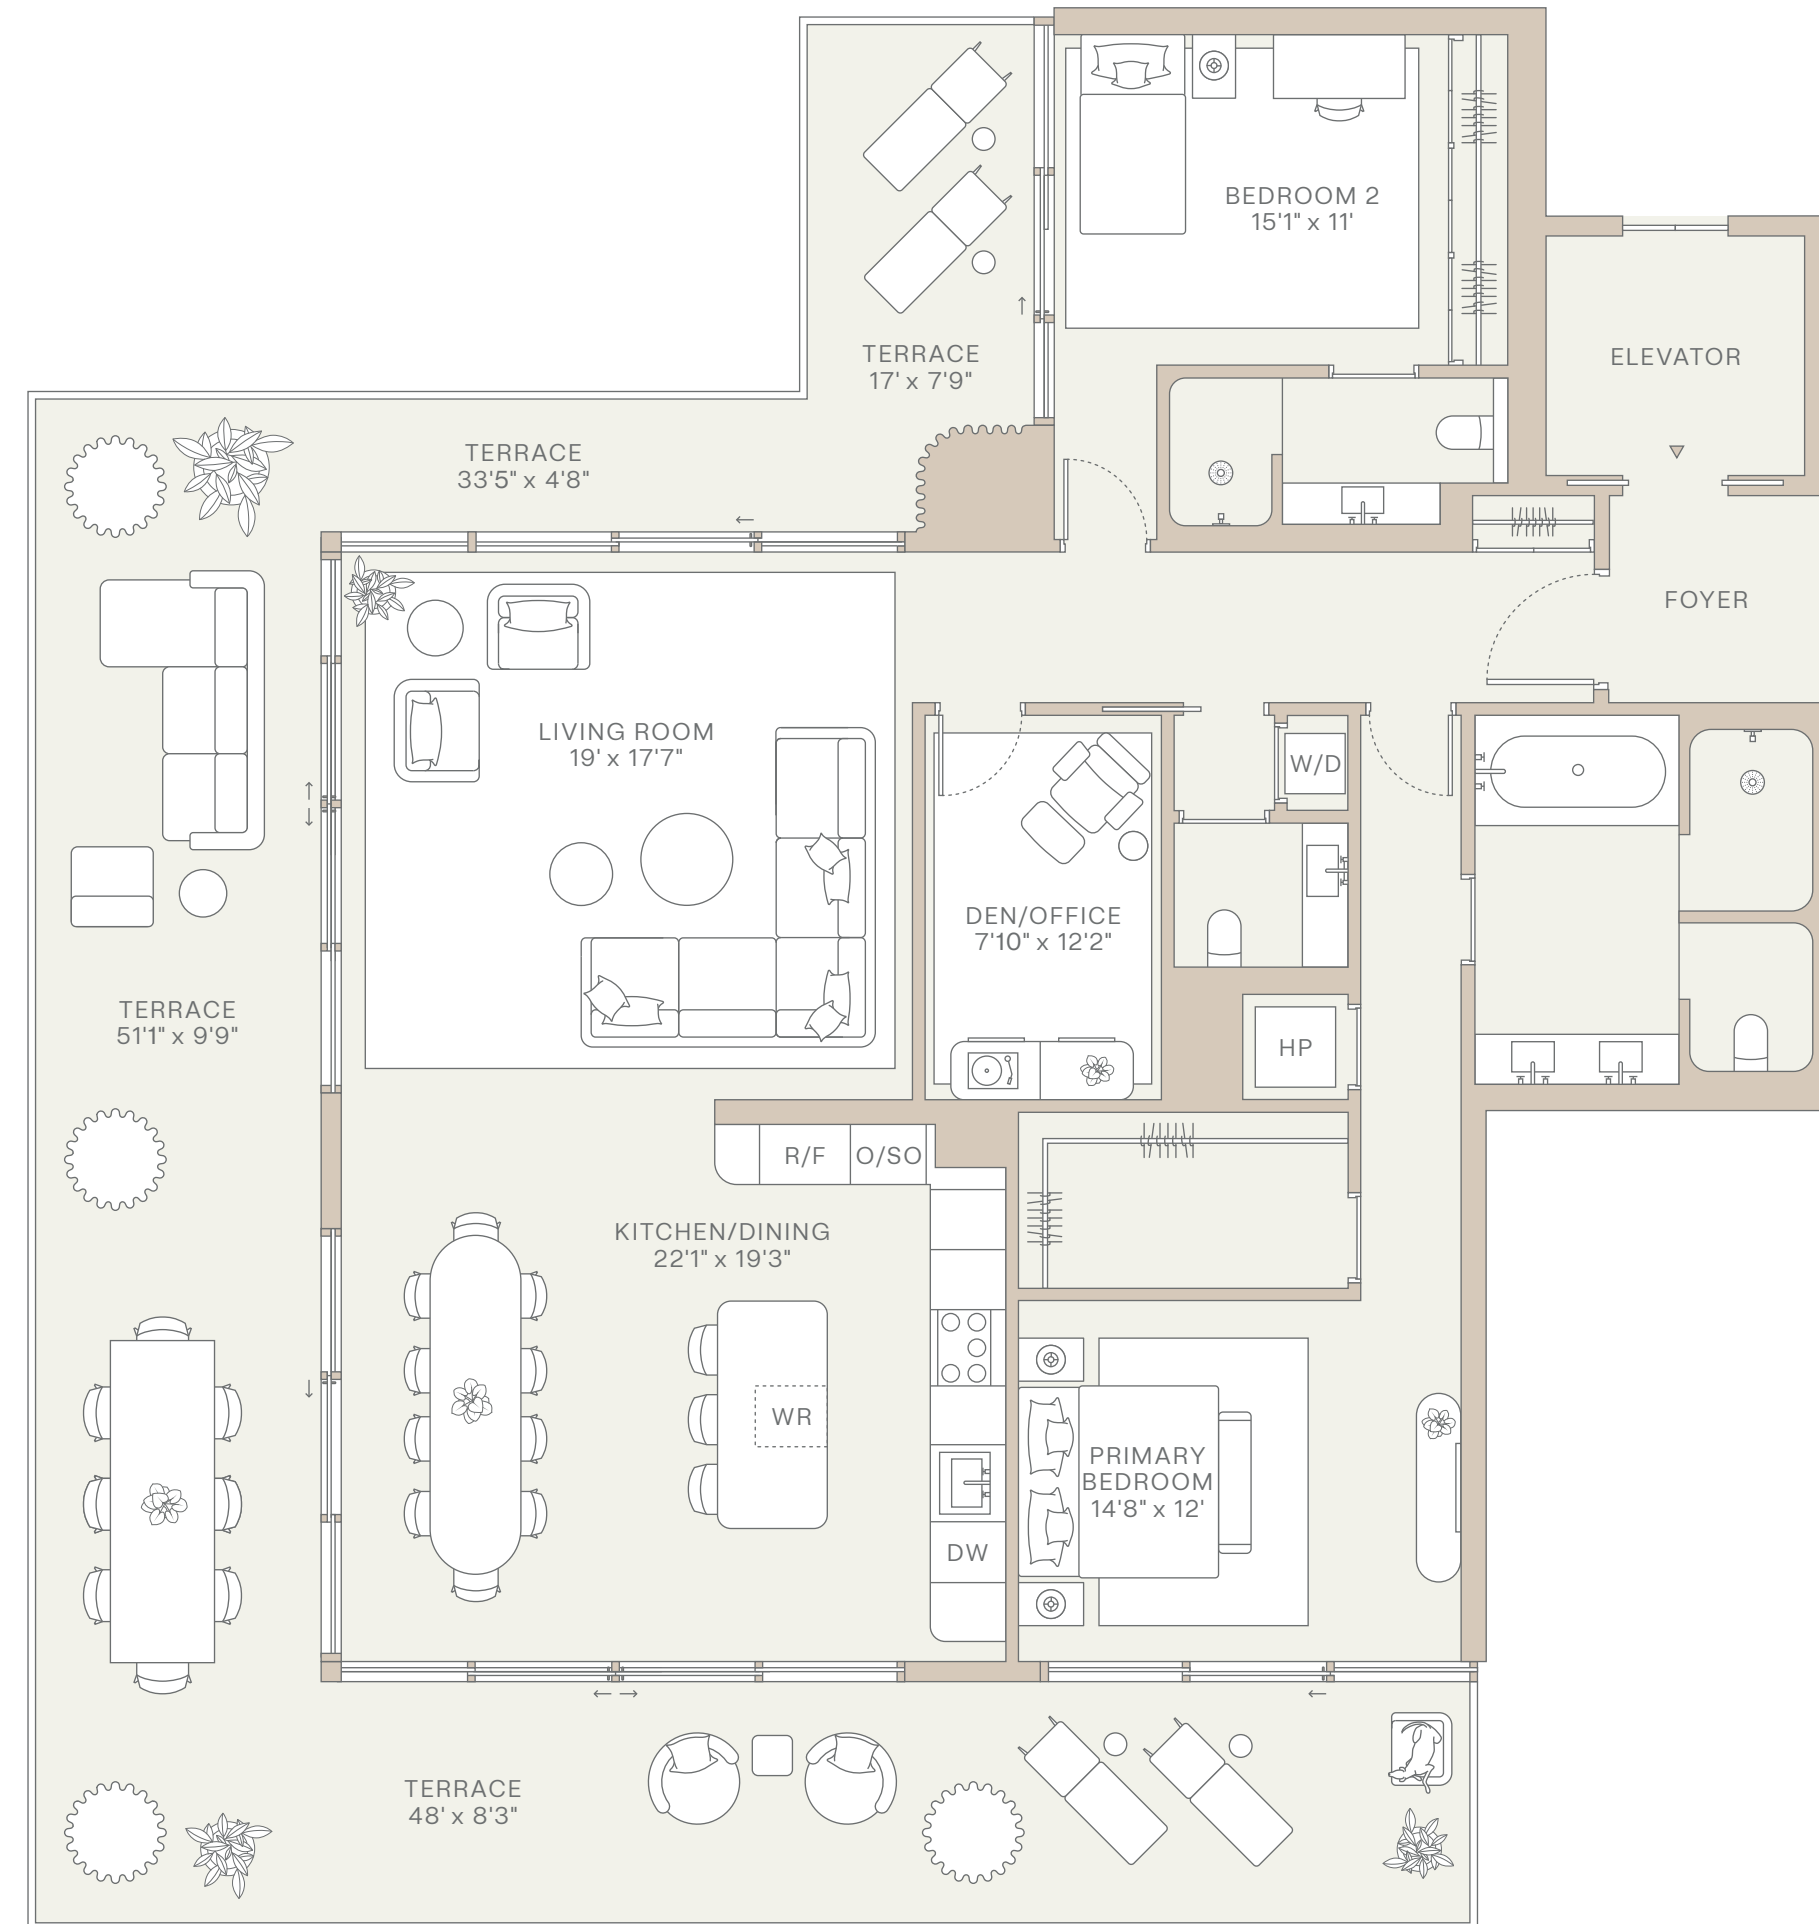 BEDROOM 2
15'1" x 11'
TERRACE
17' x 7'9"
ELEVATOR
TERRACE
33'5" x 4'8"
FOYER
LIVING ROOM
19' x 17'7"
W/D
DEN/OFFICE
7'10" x 12'2"
TERRACE
51'1" x 9'9"
HP
R/F
O/SO
KITCHEN/DINING
22'1" x 19'3"
WR
PRIMARY
BEDROOM
14'8" x 12'
DW
TERRACE
48' x 8'3"